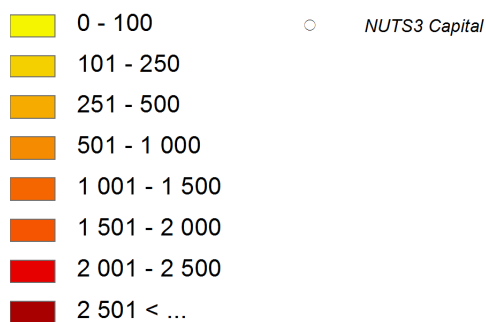 0 - 100
NUTS3 Capital
101 - 250
251 - 500
501 - 1 000
1 001 - 1 500
1 501 - 2 000
2 001 - 2 500
2 501 < ...